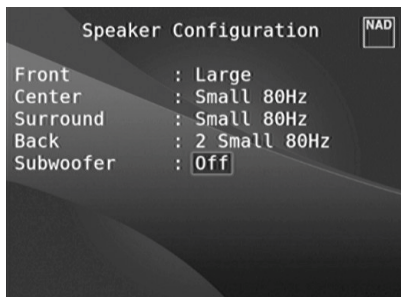 Speaker Configuration
NAD
Front : Large
Center : Small 80Hz
Surround : Small 80Hz
Back : 2 Small 80Hz
Subwoofer : Off